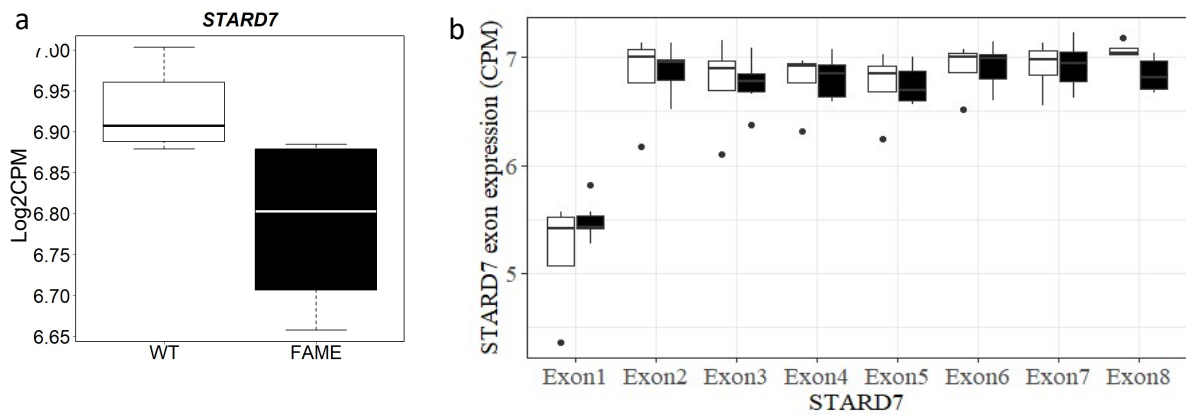 a
STARD7
7.00
6.95
6.90
6.85
6.80
6.75
6.70
6.65
Log2CPM
WT FAME
b
7
6
5
STARD7 exon expression (CPM)
Exon1 Exon2 Exon3 Exon4 Exon5 Exon6 Exon7 Exon8
STARD7